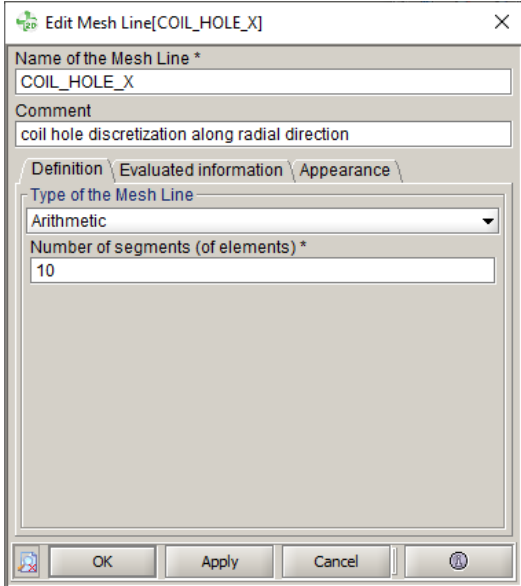 Edit Mesh Line[COIL_HOLE_X]
Name of the Mesh Line *
COIL_HOLE_X
Comment
coil hole discretization along radial direction
Definition Evaluated information Appearance
Type of the Mesh Line
Arithmetic
Number of segments (of elements) *
10
OK Apply Cancel